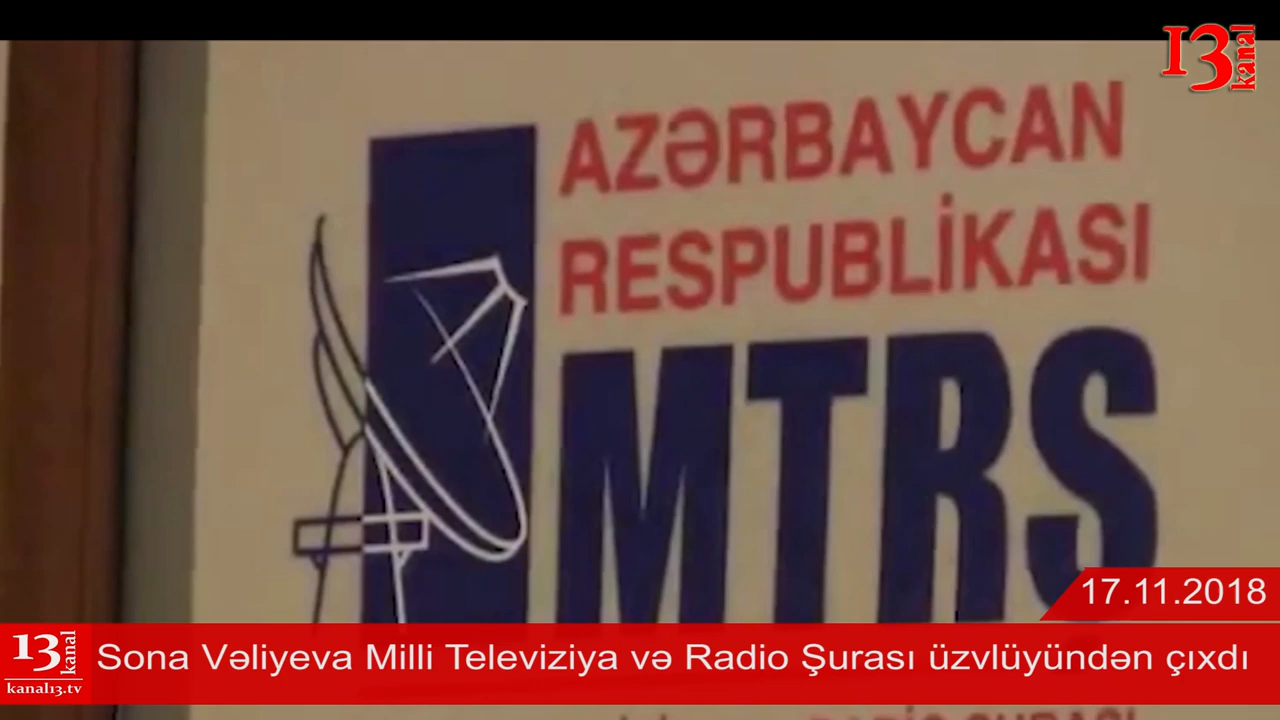 13 kanal
AZƏRBAYCAN
RESPUBLİKASI
MTRŞ
17.11.2018
13 kanal
kanal13.tv
Sona Vəliyeva Milli Televiziya və Radio Şurası üzvlüyündən çıxdı